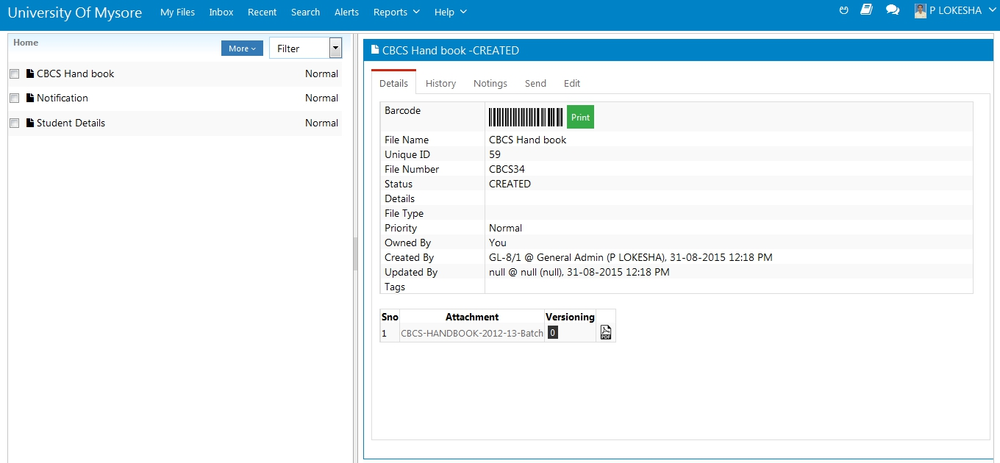 University Of Mysore My Files Inbox Recent Search Alerts Reports Help P LOKESHA
Home More Filter
CBCS Hand book Normal
Notification Normal
Student Details Normal
CBCS Hand book -CREATED
Details History Notings Send Edit
Barcode Print
File Name CBCS Hand book
Unique ID 59
File Number CBCS34
Status CREATED
Details
File Type
Priority Normal
Owned By You
Created By GL-8/1 @ General Admin (P LOKESHA), 31-08-2015 12:18 PM
Updated By null @ null (null), 31-08-2015 12:18 PM
Tags
Sno Attachment Versioning
1 CBCS-HANDBOOK-2012-13-Batch 0 PDF